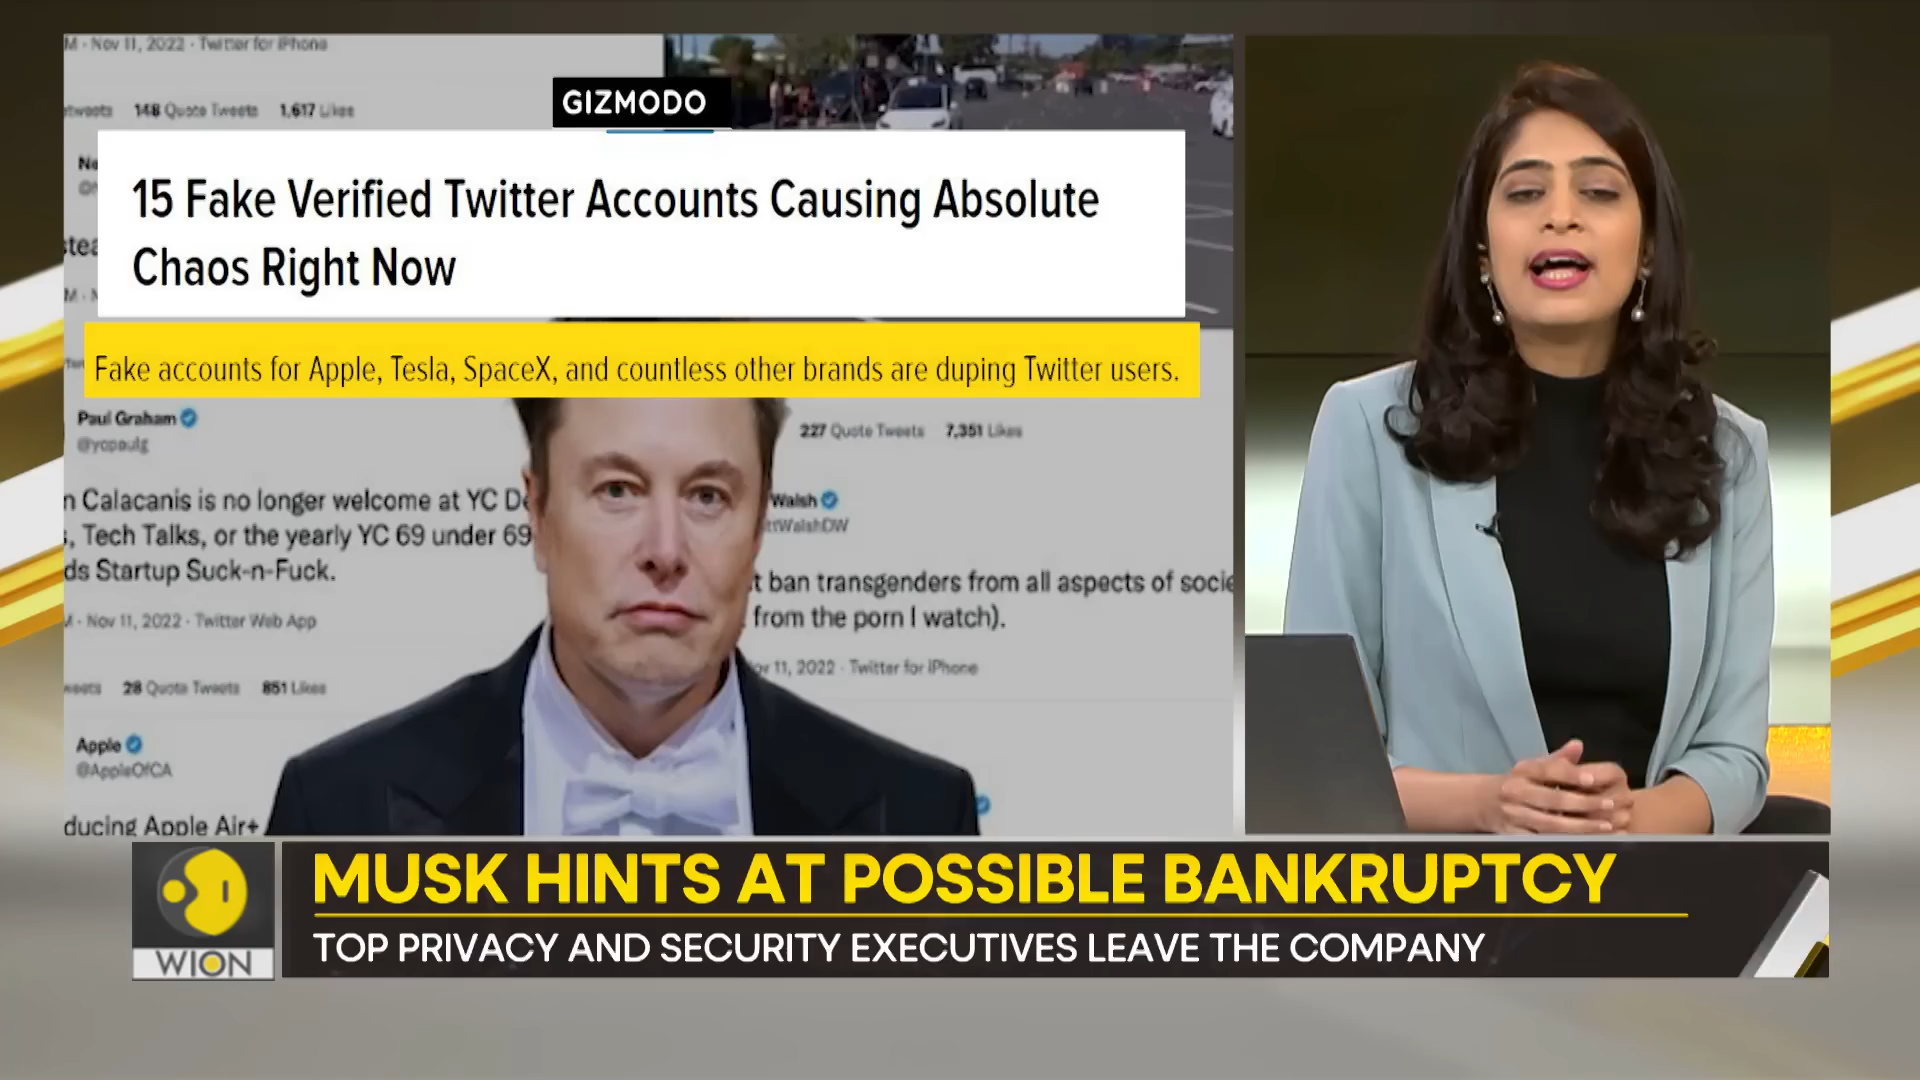 M · Nov 11, 2022 · Twitter for iPhone
148 Quote Tweets 1,617 Likes
GIZMODO
15 Fake Verified Twitter Accounts Causing Absolute
Chaos Right Now
Fake accounts for Apple, Tesla, SpaceX, and countless other brands are duping Twitter users.
Paul Graham
@ycpaulg
n Calacanis is no longer welcome at YC De
, Tech Talks, or the yearly YC 69 under 69
ds Startup Suck-n-Fuck.
M · Nov 11, 2022 · Twitter Web App
28 Quote Tweets 851 Likes
Apple
@AppleOfCA
ducing Apple Air+
227 Quote Tweets 7,351 Likes
Walsh
ttWalshDW
t ban transgenders from all aspects of socie
from the porn I watch).
ov 11, 2022 · Twitter for iPhone
WION
MUSK HINTS AT POSSIBLE BANKRUPTCY
TOP PRIVACY AND SECURITY EXECUTIVES LEAVE THE COMPANY